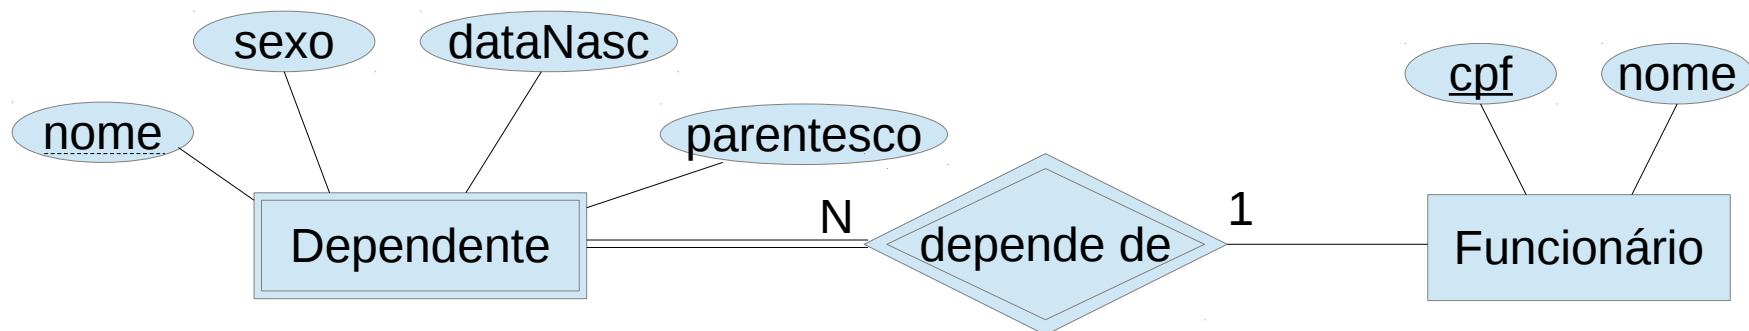 sexo
dataNasc
cpf
nome
nome
parentesco
N
1
Dependente
depende de
Funcionário